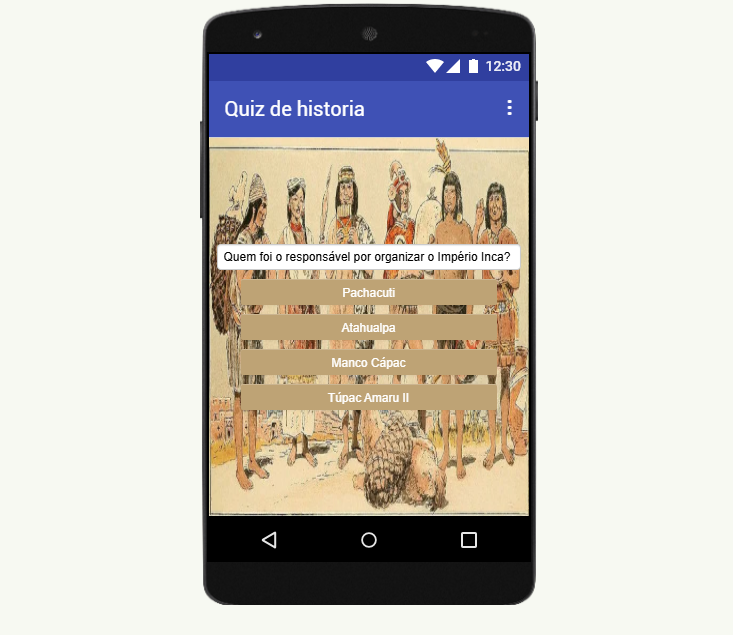 12:30
Quiz de historia
Quem foi o responsável por organizar o Império Inca?
Pachacuti
Atahualpa
Manco Cápac
Túpac Amaru II